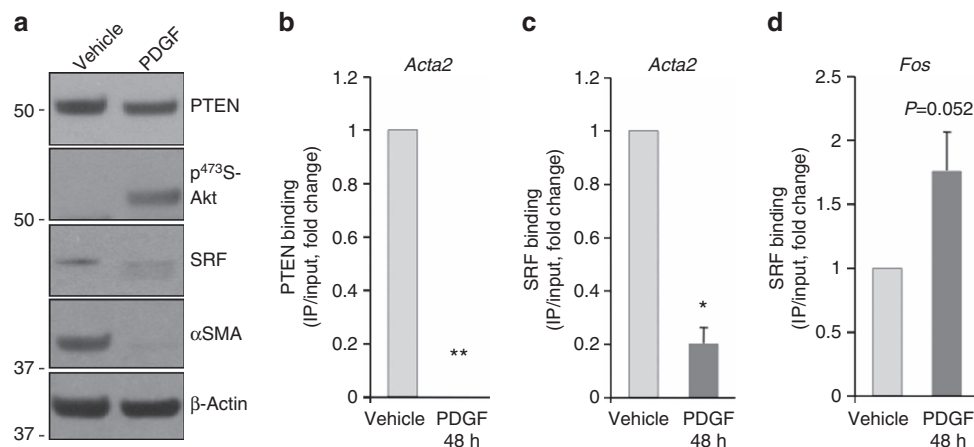 a
Vehicle
PDGF
50 -
PTEN
p473S-
Akt
50 -
SRF
αSMA
37 -
β-Actin
37 -
b
Acta2
PTEN binding
(IP/input, fold change)
1.2
1
0.8
0.6
0.4
0.2
0
**
Vehicle PDGF
48 h
c
Acta2
SRF binding
(IP/input, fold change)
1.2
1
0.8
0.6
0.4
0.2
0
*
Vehicle PDGF
48 h
d
Fos
SRF binding
(IP/input, fold change)
2.5
2
1.5
1
0.5
0
P=0.052
Vehicle PDGF
48 h